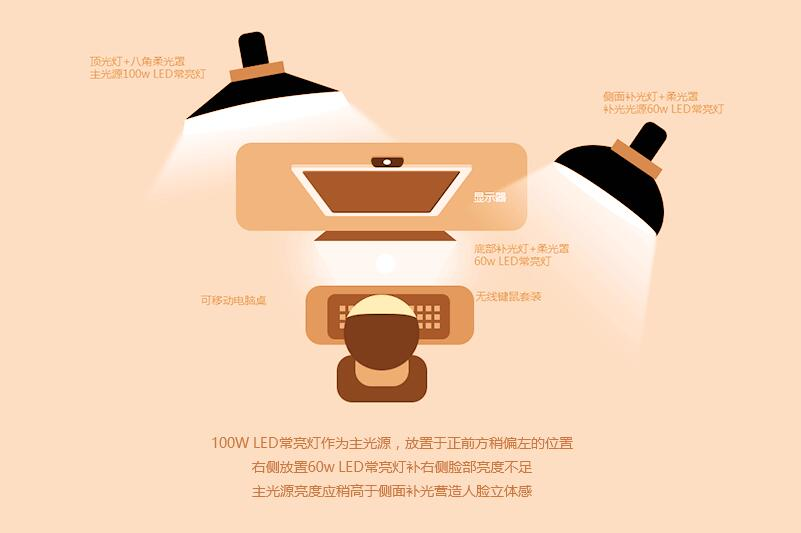 顶光灯+八角柔光罩
主光源100w LED常亮灯
侧面补光灯+柔光罩
补光光源60w LED常亮灯
显示器
底部补光灯+柔光罩
60w LED常亮灯
可移动电脑桌
无线键鼠套装
100W LED常亮灯作为主光源，放置于正前方稍偏左的位置
右侧放置60w LED常亮灯补右侧脸部亮度不足
主光源亮度应稍高于侧面补光营造人脸立体感